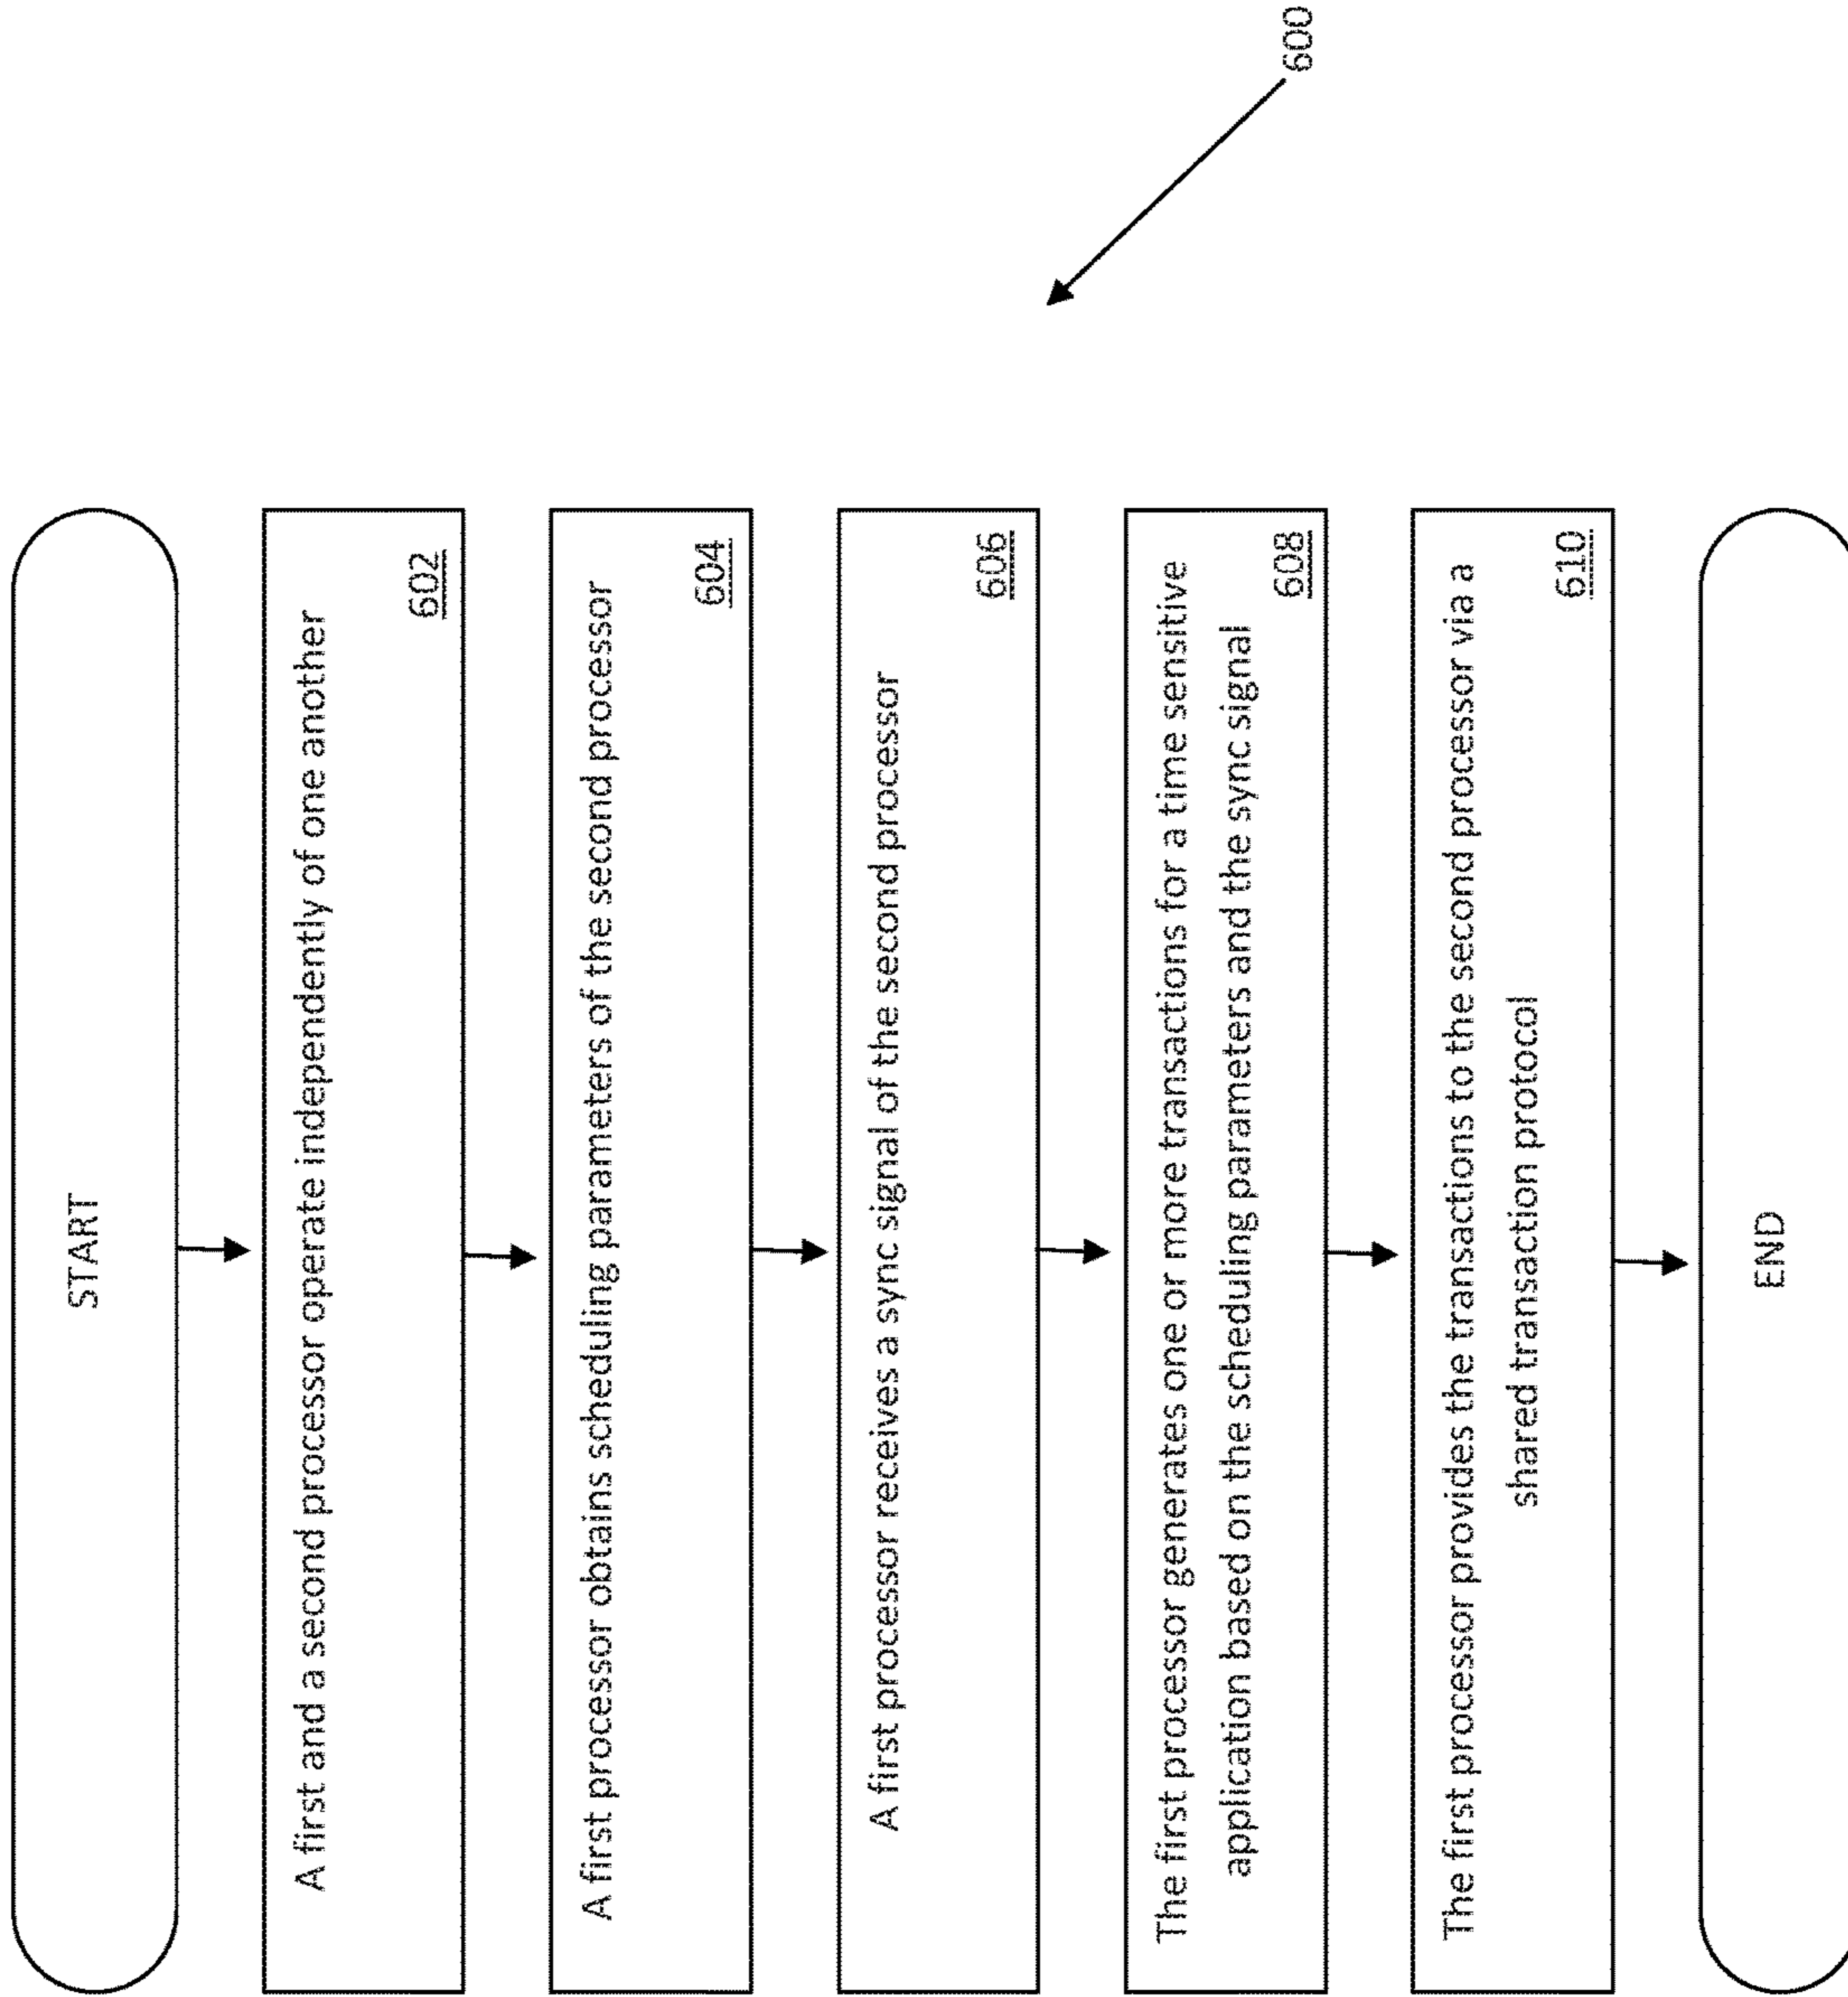 START
A first and a second processor operate independently of one another
602
A first processor obtains scheduling parameters of the second processor
604
A first processor receives a sync signal of the second processor
606
The first processor generates one or more transactions for a time sensitive
application based on the scheduling parameters and the sync signal
608
The first processor provides the transactions to the second processor via a
shared transaction protocol
610
END
600